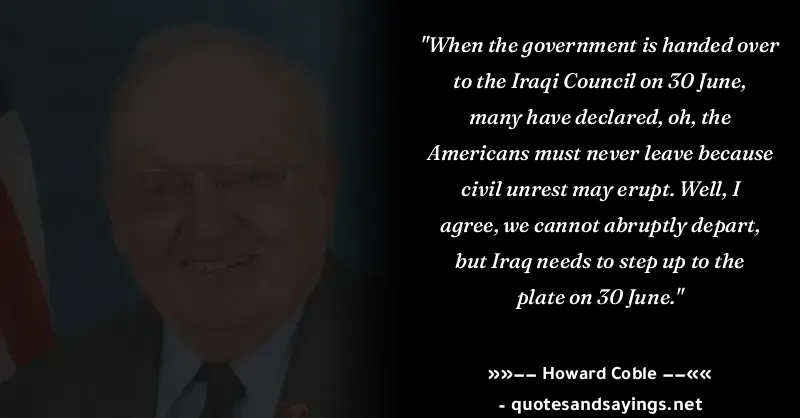 "When the government is handed over
to the Iraqi Council on 30 June,
many have declared, oh, the
Americans must never leave because
civil unrest may erupt. Well, I
agree, we cannot abruptly depart,
but Iraq needs to step up to the
plate on 30 June."
»»−− Howard Coble −−««
- quotesandsayings.net